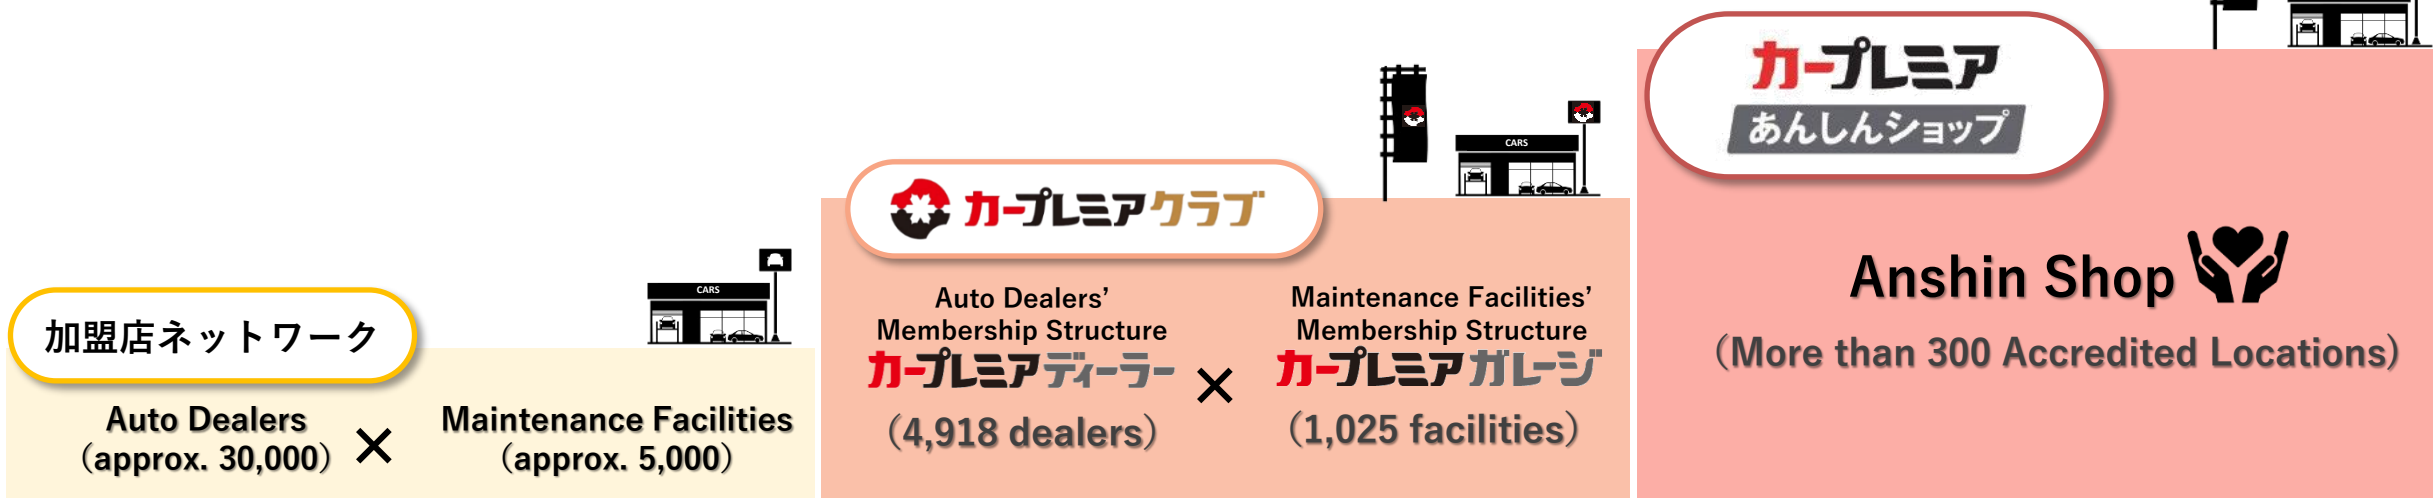 加盟店ネットワーク
CARS
Auto Dealers
（approx. 30,000）
×
Maintenance Facilities
（approx. 5,000）
カープレミアクラブ
CARS
Auto Dealers’
Membership Structure
カープレミアディーラー
（4,918 dealers）
×
Maintenance Facilities’
Membership Structure
カープレミアガレージ
（1,025 facilities）
カープレミア
あんしんショップ
Anshin Shop
（More than 300 Accredited Locations）